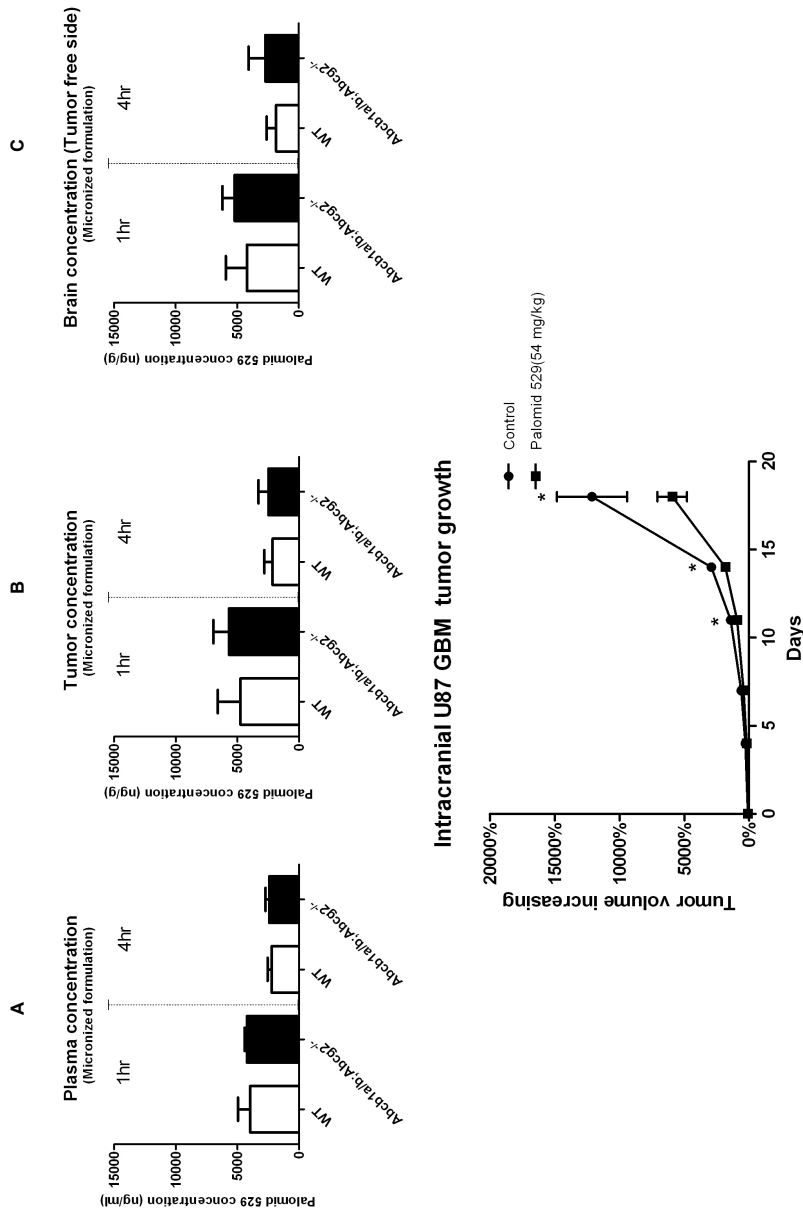 A
Plasma concentration
(Micronized formulation)
1hr
4hr
Palomid 529 concentration (ng/ml)
15000
10000
5000
0
WT
Abcb1a/b;Abcg2-/-
WT
Abcb1a/b;Abcg2-/-
B
Tumor concentration
(Micronized formulation)
1hr
4hr
Palomid 529 concentration (ng/g)
15000
10000
5000
0
WT
Abcb1a/b;Abcg2-/-
WT
Abcb1a/b;Abcg2-/-
C
Brain concentration (Tumor free side)
(Micronized formulation)
1hr
4hr
Palomid 529 concentration (ng/g)
15000
10000
5000
0
WT
Abcb1a/b;Abcg2-/-
WT
Abcb1a/b;Abcg2-/-
Intracranial U87 GBM tumor growth
Tumor volume increasing
20000%
15000%
10000%
5000%
0%
0
5
10
15
20
Days
*
*
*
Control
Palomid 529(54 mg/kg)